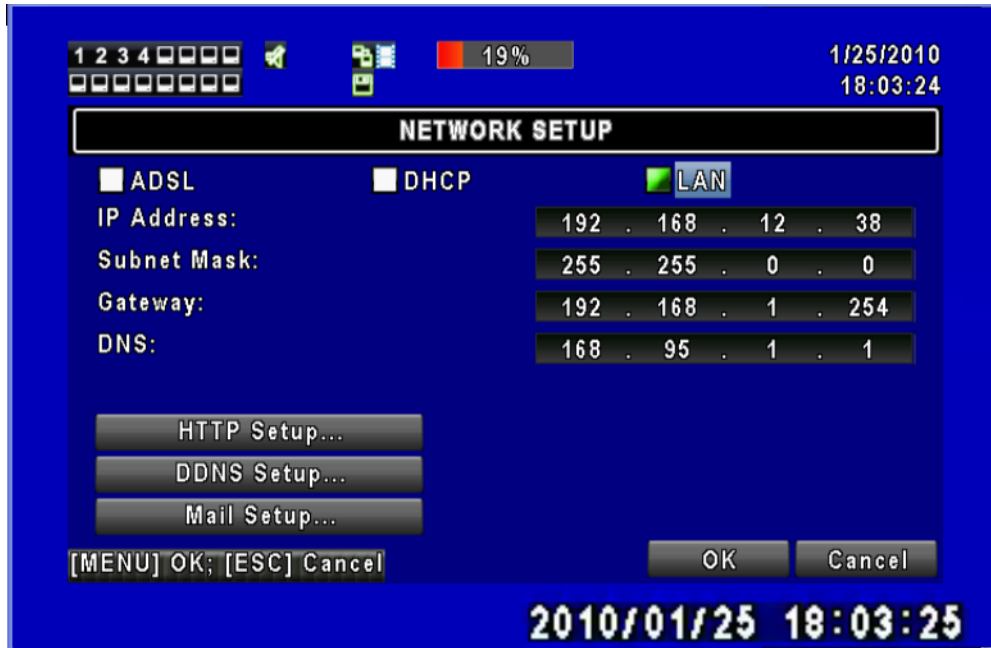 1 2 3 4 19% 1/25/2010
18:03:24
NETWORK SETUP
ADSL DHCP LAN
IP Address: 192 . 168 . 12 . 38
Subnet Mask: 255 . 255 . 0 . 0
Gateway: 192 . 168 . 1 . 254
DNS: 168 . 95 . 1 . 1
HTTP Setup...
DDNS Setup...
Mail Setup...
[MENU] OK; [ESC] Cancel OK Cancel
2010/01/25 18:03:25